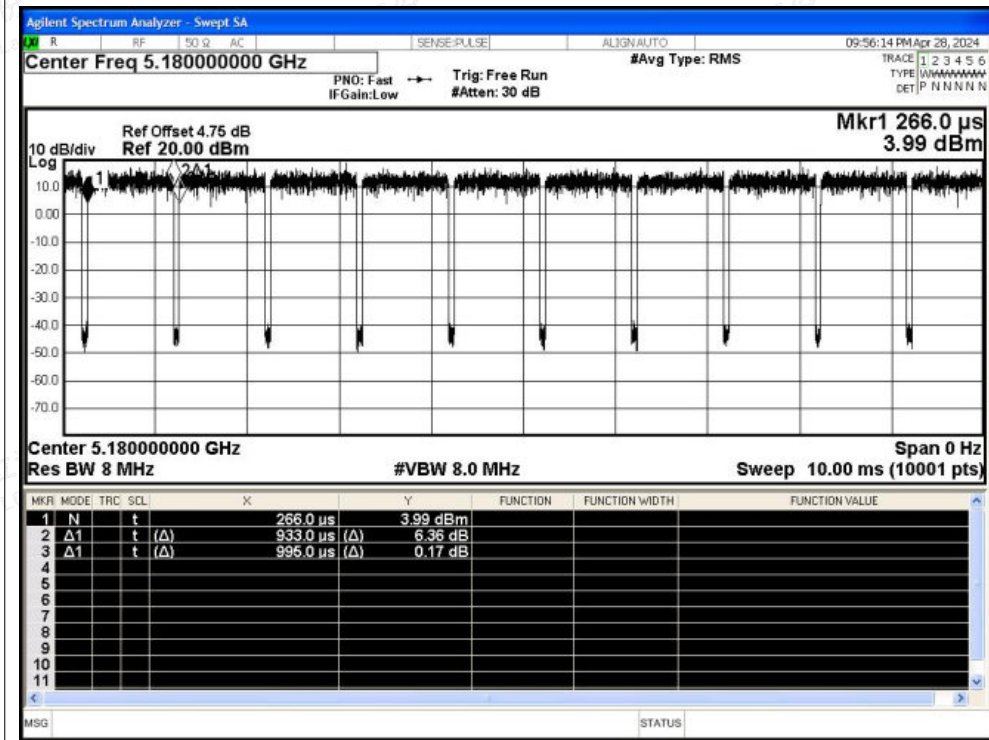 Agilent Spectrum Analyzer - Swept SA
LXI R RF 50 Ω AC SENSE:PULSE ALIGNAUTO 09:56:14 PM Apr 28, 2024
Center Freq 5.180000000 GHz #Avg Type: RMS TRACE 1 2 3 4 5 6
PNO: Fast Trig: Free Run TYPE
IFGain:Low #Atten: 30 dB DET P N N N N N
Mkr1 266.0 µs
3.99 dBm
Ref Offset 4.75 dB
10 dB/div Ref 20.00 dBm
Log
10.0
0.00
-10.0
-20.0
-30.0
-40.0
-50.0
-60.0
-70.0
1
2Δ1
Center 5.180000000 GHz Span 0 Hz
Res BW 8 MHz #VBW 8.0 MHz Sweep 10.00 ms (10001 pts)
MKR MODE TRC SCL X Y FUNCTION FUNCTION WIDTH FUNCTION VALUE
1 N t 266.0 µs 3.99 dBm
2 Δ1 t (Δ) 933.0 µs (Δ) 6.36 dB
3 Δ1 t (Δ) 995.0 µs (Δ) 0.17 dB
4
5
6
7
8
9
10
11
MSG STATUS